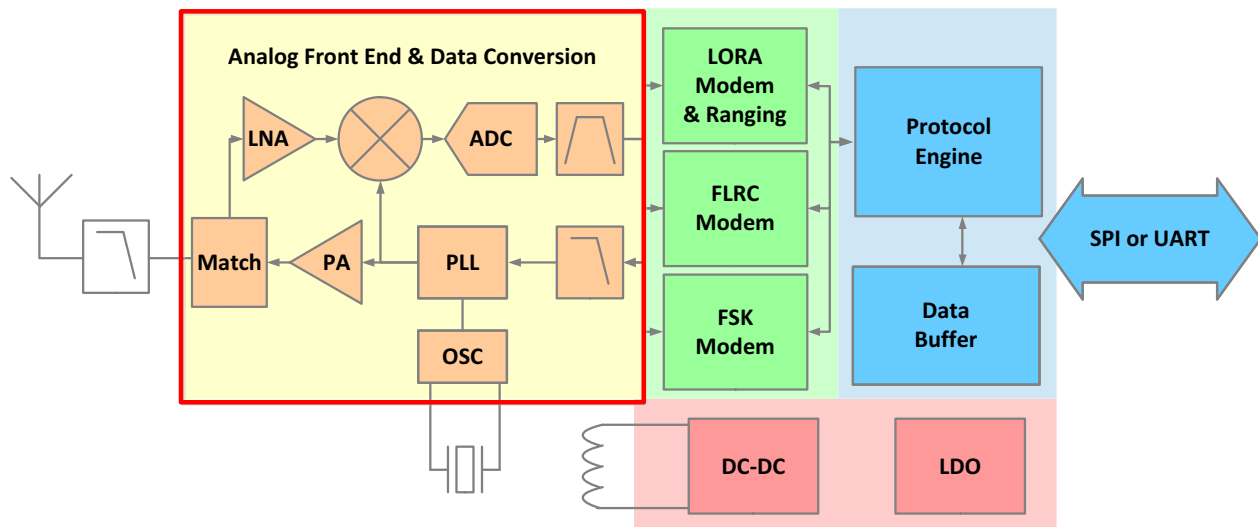 Analog Front End & Data Conversion
LNA
ADC
Match
PA
PLL
OSC
LORA
Modem
& Ranging
FLRC
Modem
FSK
Modem
Protocol
Engine
Data
Buffer
SPI or UART
DC-DC
LDO